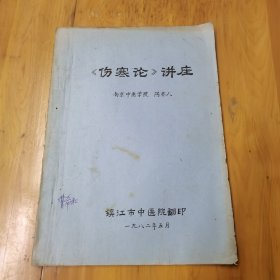 《伤寒论》讲座
南京中医学院 陈亦人
镇江市中医院翻印
一九八二年五月